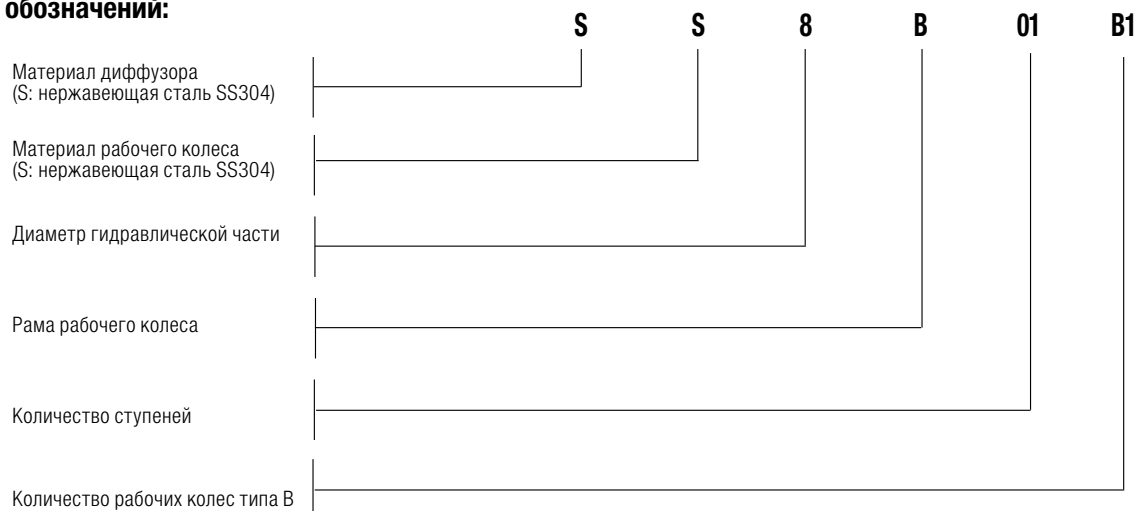 обозначений:
S S 8 B 01 B1
Материал диффузора
(S: нержавеющая сталь SS304)
Материал рабочего колеса
(S: нержавеющая сталь SS304)
Диаметр гидравлической части
Рама рабочего колеса
Количество ступеней
Количество рабочих колес типа B